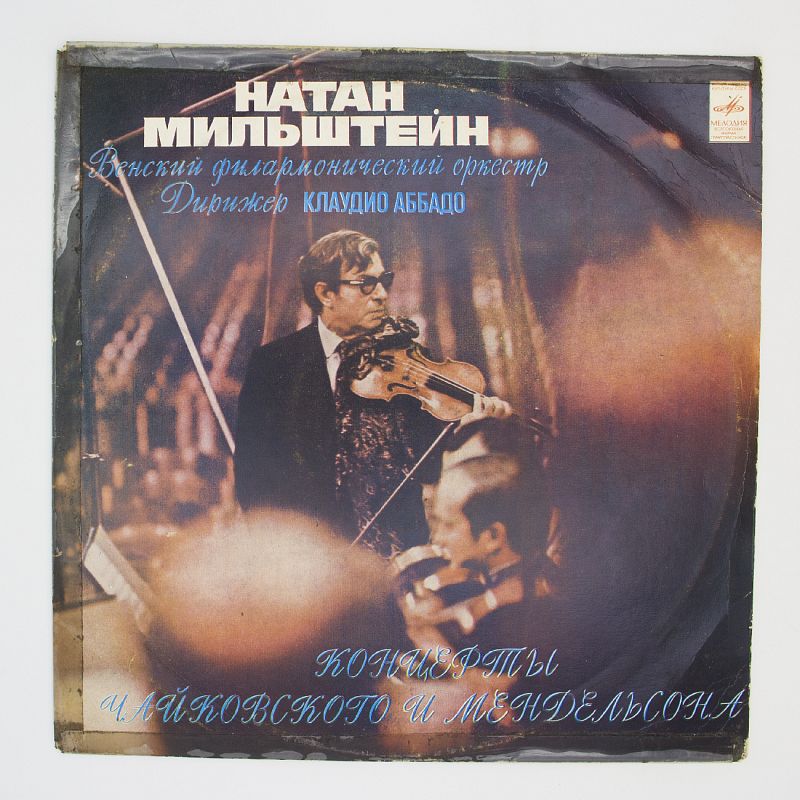 НАТАН
МИЛЬШТЕЙН
Венский филармонический оркестр
Дирижер КЛАУДИО АББАДО
МЕЛОДИЯ
КОНЦЕРТЫ
ЧАЙКОВСКОГО И МЕНДЕЛЬСОНА